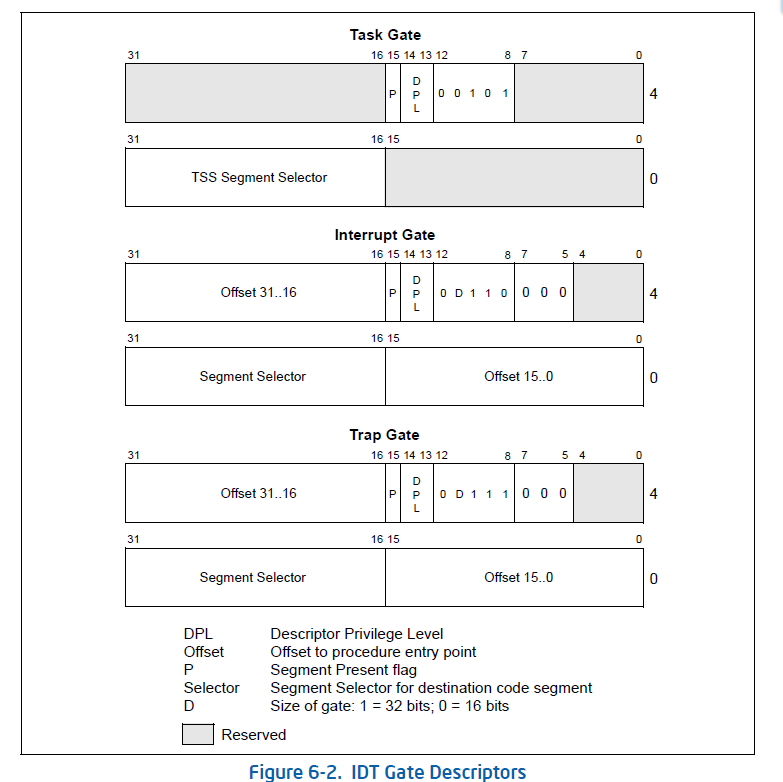 Task Gate
31 16 15 14 13 12 8 7 0
P D P L 0 0 1 0 1 4
31 16 15 0
TSS Segment Selector 0
Interrupt Gate
31 16 15 14 13 12 8 7 5 4 0
Offset 31..16 P D P L 0 D 1 1 0 0 0 0 4
31 16 15 0
Segment Selector Offset 15..0 0
Trap Gate
31 16 15 14 13 12 8 7 5 4 0
Offset 31..16 P D P L 0 D 1 1 1 0 0 0 4
31 16 15 0
Segment Selector Offset 15..0 0
DPL Descriptor Privilege Level
Offset Offset to procedure entry point
P Segment Present flag
Selector Segment Selector for destination code segment
D Size of gate: 1 = 32 bits; 0 = 16 bits
Reserved
Figure 6-2. IDT Gate Descriptors